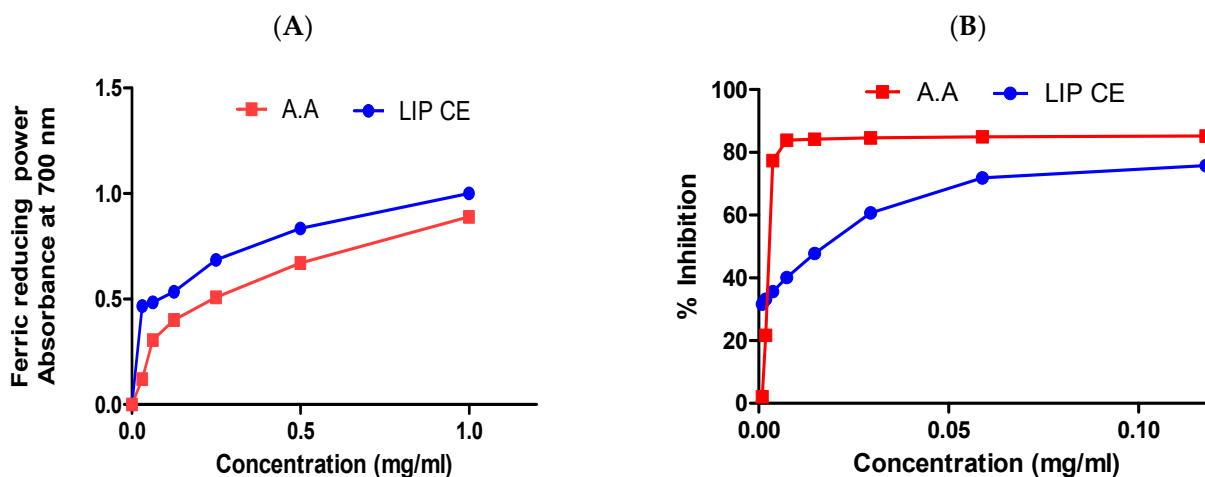 (A)
A.A LIP CE
Ferric reducing power
Absorbance at 700 nm
1.5
1.0
0.5
0.0
0.0 0.5 1.0
Concentration (mg/ml)
(B)
A.A LIP CE
% Inhibition
100
80
60
40
20
0
0.00 0.05 0.10
Concentration (mg/ml)